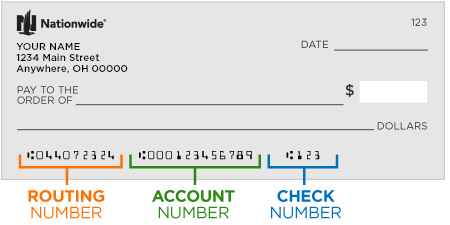 Nationwide®
123
YOUR NAME
DATE
1234 Main Street
Anywhere, OH 00000
PAY TO THE
ORDER OF
$
DOLLARS
⑆044072324 ⑆000123456789 ⑆123
ROUTING NUMBER
ACCOUNT NUMBER
CHECK NUMBER